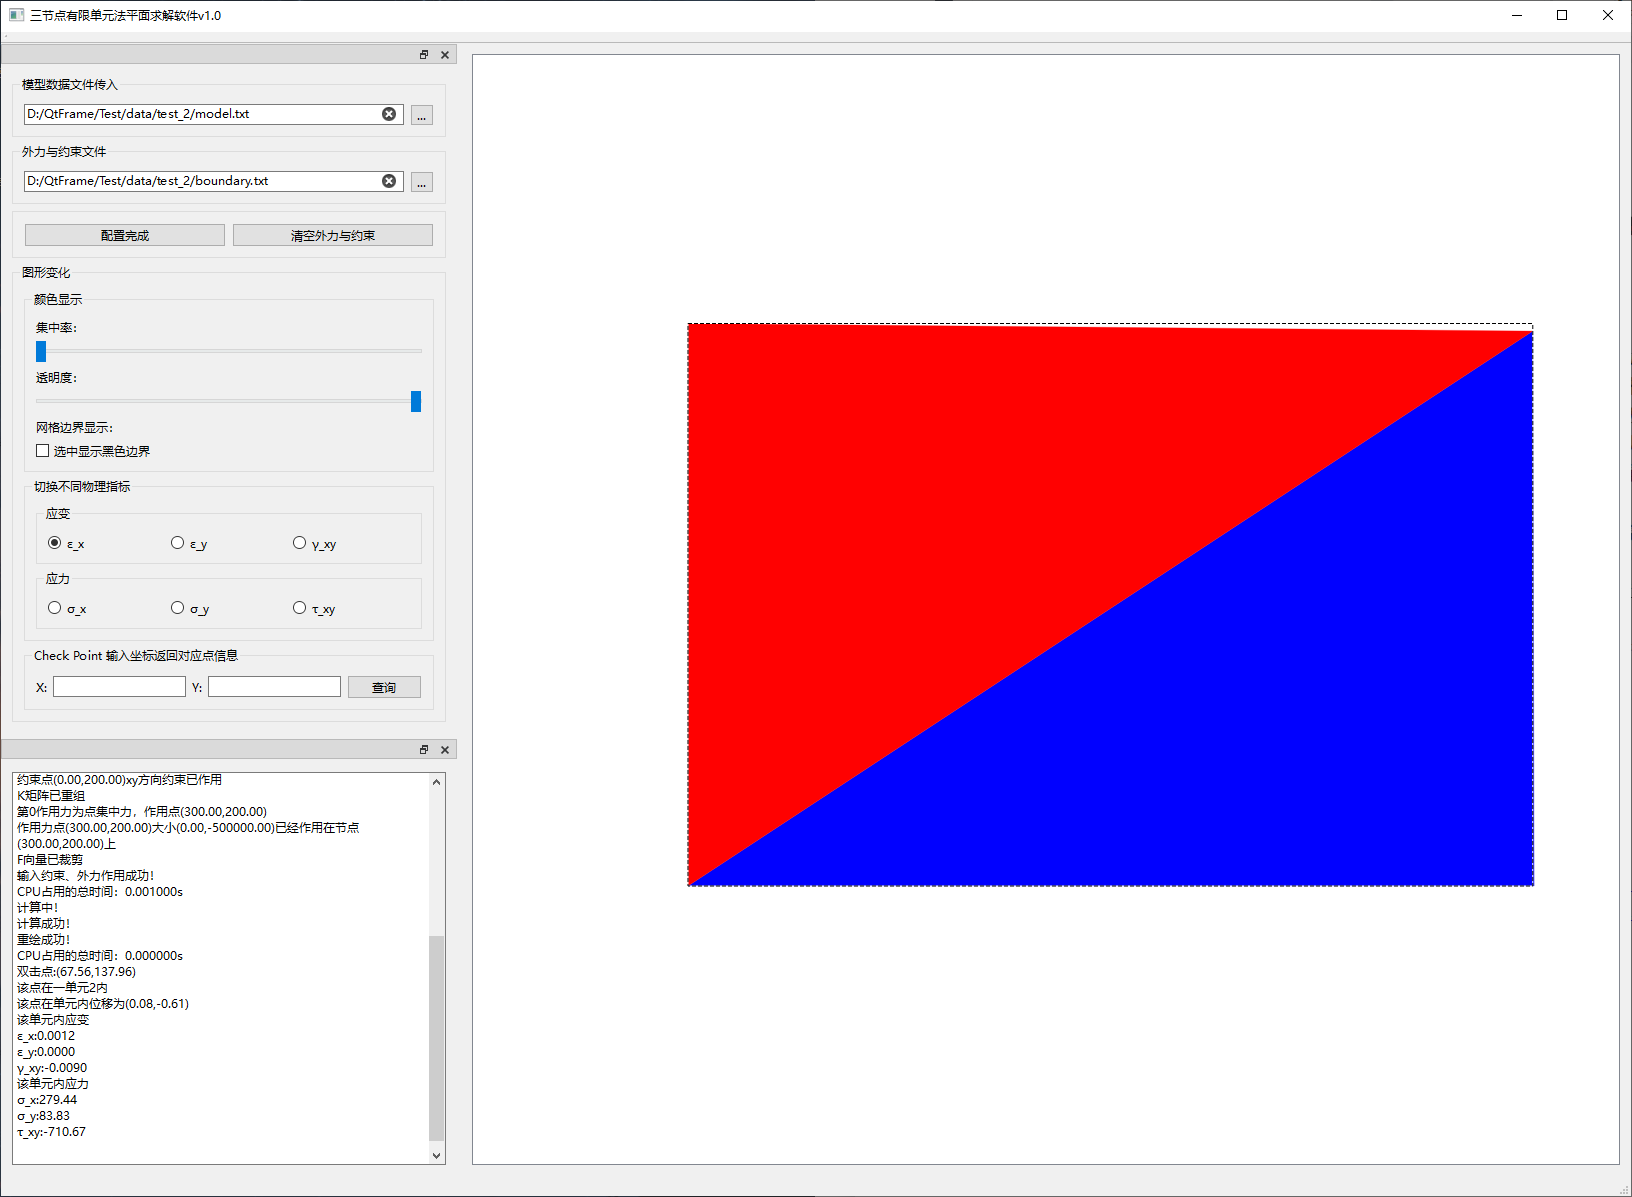 三节点有限单元法平面求解软件v1.0
模型数据文件传入
D:/QtFrame/Test/data/test_2/model.txt
...
外力与约束文件
D:/QtFrame/Test/data/test_2/boundary.txt
...
配置完成
清空外力与约束
图形变化
颜色显示
集中率：
透明度：
网格边界显示：
选中显示黑色边界
切换不同物理指标
应变
ε_x
ε_y
γ_xy
应力
σ_x
σ_y
τ_xy
Check Point 输入坐标返回对应点信息
X:
Y:
查询
约束点(0.00,200.00)xy方向约束已作用
K矩阵已重组
第0作用力为点集中力，作用点(300.00,200.00)
作用力点(300.00,200.00)大小(0.00,-500000.00)已经作用在节点
(300.00,200.00)上
F向量已裁剪
输入约束、外力作用成功！
CPU占用的总时间：0.001000s
计算中！
计算成功！
重绘成功！
CPU占用的总时间：0.000000s
双击点:(67.56,137.96)
该点在一单元2内
该点在单元内位移为(0.08,-0.61)
该单元内应变
ε_x:0.0012
ε_y:0.0000
γ_xy:-0.0090
该单元内应力
σ_x:279.44
σ_y:83.83
τ_xy:-710.67